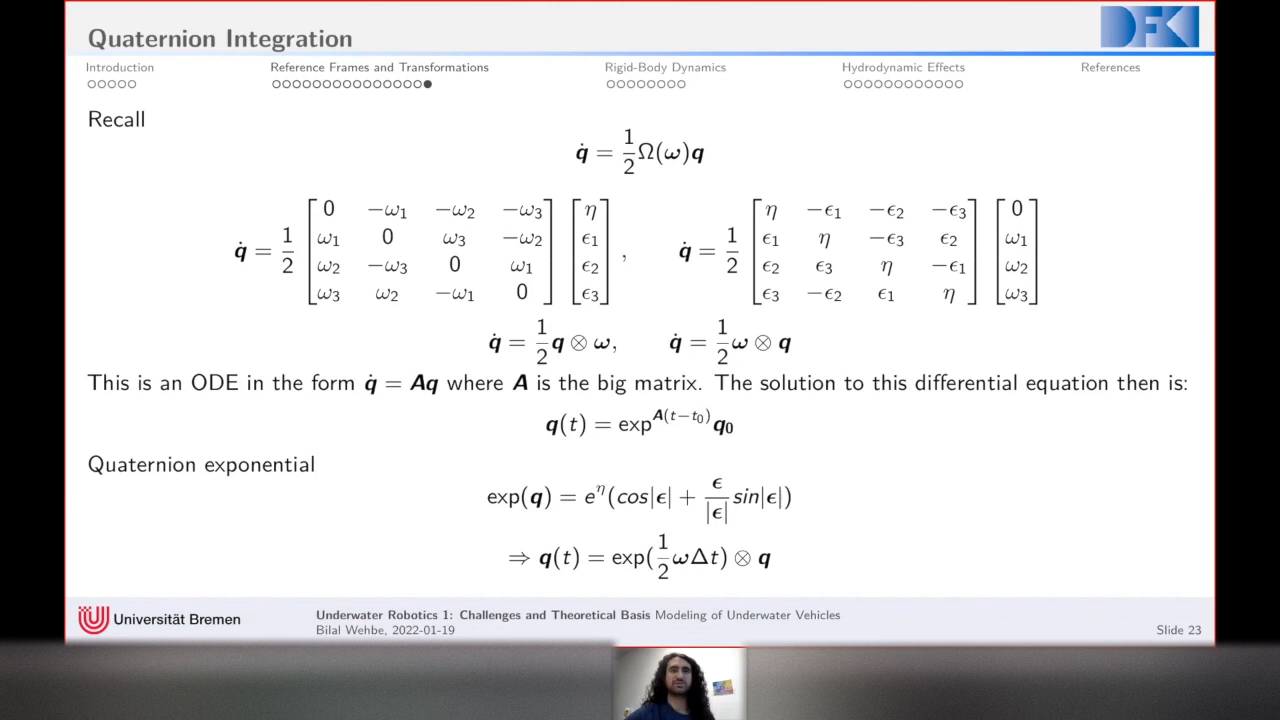 Quaternion Integration
DFKI
Introduction
Reference Frames and Transformations
Rigid-Body Dynamics
Hydrodynamic Effects
References
Recall
q̇ = 1/2 Ω(ω)q
q̇ = 1/2 [0 −ω₁ −ω₂ −ω₃; ω₁ 0 ω₃ −ω₂; ω₂ −ω₃ 0 ω₁; ω₃ ω₂ −ω₁ 0] [η; ϵ₁; ϵ₂; ϵ₃] , q̇ = 1/2 [η −ϵ₁ −ϵ₂ −ϵ₃; ϵ₁ η −ϵ₃ ϵ₂; ϵ₂ ϵ₃ η −ϵ₁; ϵ₃ −ϵ₂ ϵ₁ η] [0; ω₁; ω₂; ω₃]
q̇ = 1/2 q ⊗ ω, q̇ = 1/2 ω ⊗ q
This is an ODE in the form q̇ = Aq where A is the big matrix. The solution to this differential equation then is:
q(t) = exp^{A(t−t₀)} q₀
Quaternion exponential
exp(q) = e^η (cos|ϵ| + ϵ/|ϵ| sin|ϵ|)
⇒ q(t) = exp(1/2 ωΔt) ⊗ q
Universität Bremen
Underwater Robotics 1: Challenges and Theoretical Basis Modeling of Underwater Vehicles
Bilal Wehbe, 2022-01-19
Slide 23